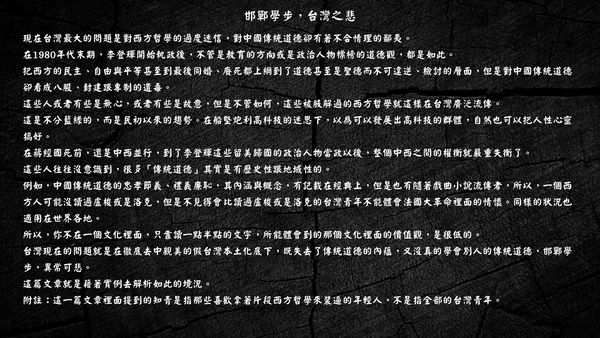 邯鄲學步，台灣之悲
現在台灣最大的問題是對西方哲學的過度迷信，對中國傳統道德卻有著不合情理的鄙夷。
在1980年代末期，李登輝開始執政後，不管是教育的方向或是政治人物標榜的道德觀，都是如此。
把西方的民主、自由與平等甚至到最後同婚、廢死都上綱到了道德甚至是聖德而不可違逆、檢討的層面，但是對中國傳統道德
卻看成八股、封建跟專制的遺毒。
這些人或者有些是無心，或者有些是故意，但是不管如何，這些被肢解過的西方哲學就這樣在台灣廣泛流傳。
這是不分藍綠的，而是民初以來的趨勢。在船堅炮利高科技的迷思下，以為可以發展出高科技的群體，自然也可以把人性心靈
搞好。
在蔣經國死前，還是中西並行，到了李登輝這些留美歸國的政治人物當政以後，整個中西之間的權衡就嚴重失衡了。
這些人往往沒意識到，很多「傳統道德」其實是有歷史性跟地域性的。
例如，中國傳統道德的忠孝節義、禮義廉恥，其內涵與概念，有記載在經典上，但是也有隨著戲曲小說流傳者，所以，一個西
方人可能沒讀過盧梭或是洛克，但是不見得會比讀過盧梭或是洛克的台灣青年不能體會法國大革命裡面的情懷。同樣的狀況也
適用在世界各地。
所以，你不在一個文化裡面，只靠讀一點半點的文字，所能體會到的那個文化裡面的價值觀，是很低的。
台灣現在的問題就是在徹底去中親美的假台灣本土化底下，既失去了傳統道德的內蘊，又沒真的學會別人的傳統道德，邯鄲學
步，異常可悲。
這篇文章就是藉著實例去解析如此的境況。
附註：這一篇文章裡面提到的知青是指那些喜歡拿著片段西方哲學來裝逼的年輕人，不是指全部的台灣青年。